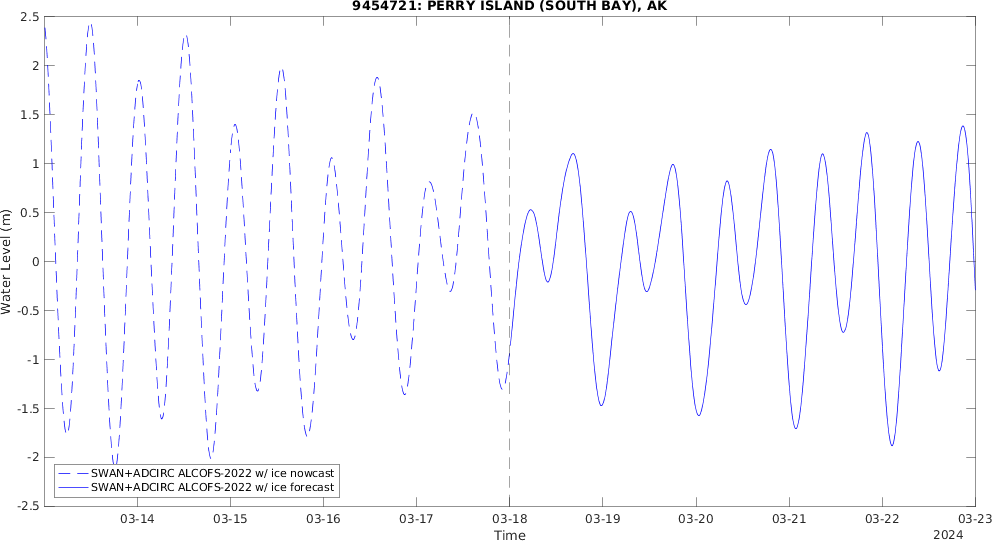 9454721: PERRY ISLAND (SOUTH BAY), AK
2.5
2
1.5
1
0.5
0
-0.5
-1
-1.5
-2
-2.5
Water Level (m)
SWAN+ADCIRC ALCOFS-2022 w/ ice nowcast
SWAN+ADCIRC ALCOFS-2022 w/ ice forecast
03-14 03-15 03-16 03-17 03-18 03-19 03-20 03-21 03-22 03-23
Time
2024